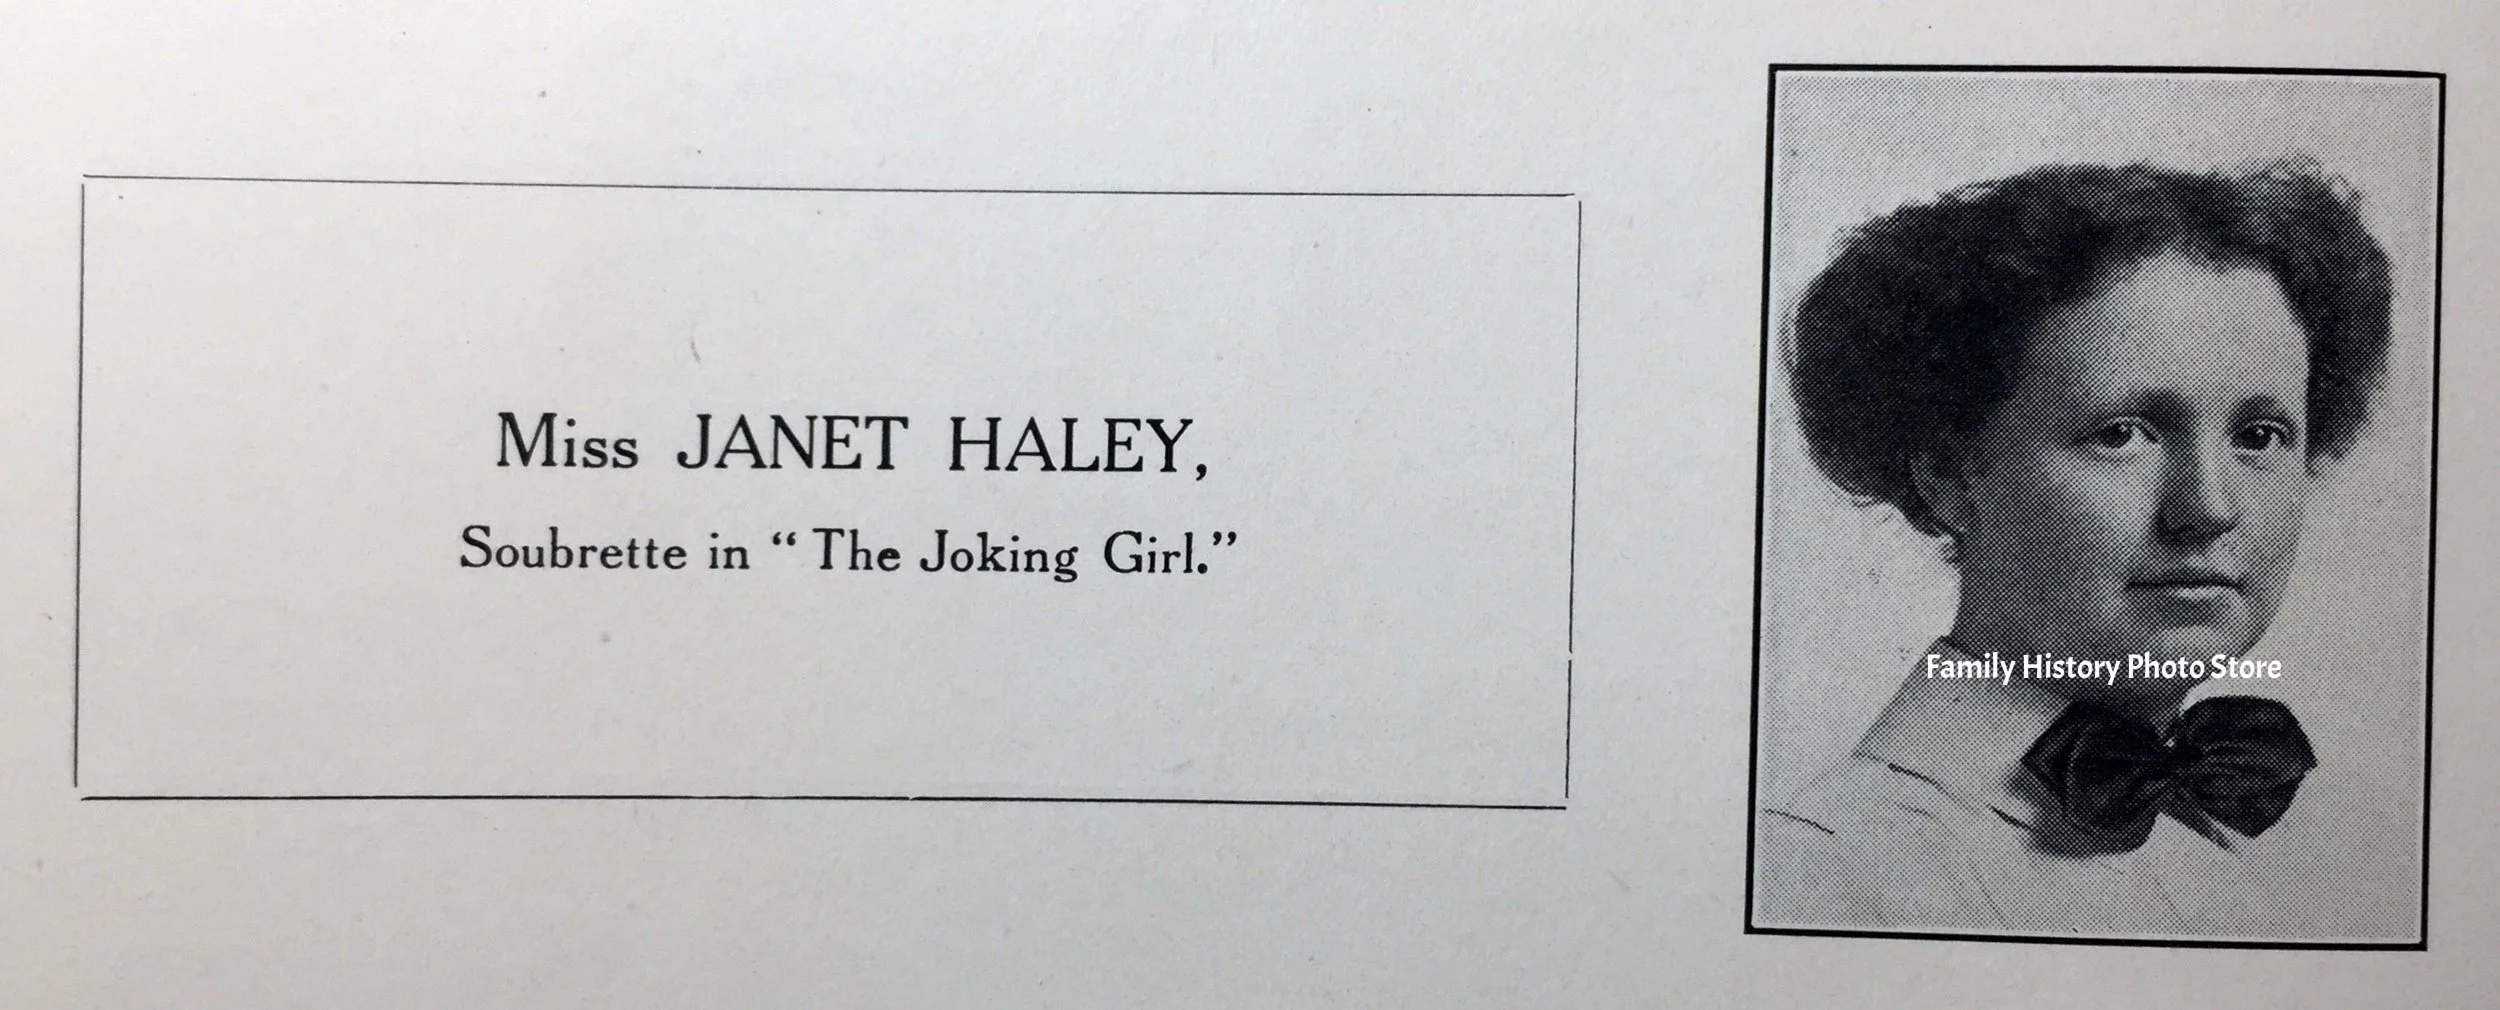 Miss JANET HALEY,
Soubrette in “The Joking Girl.”
Family History Photo Store